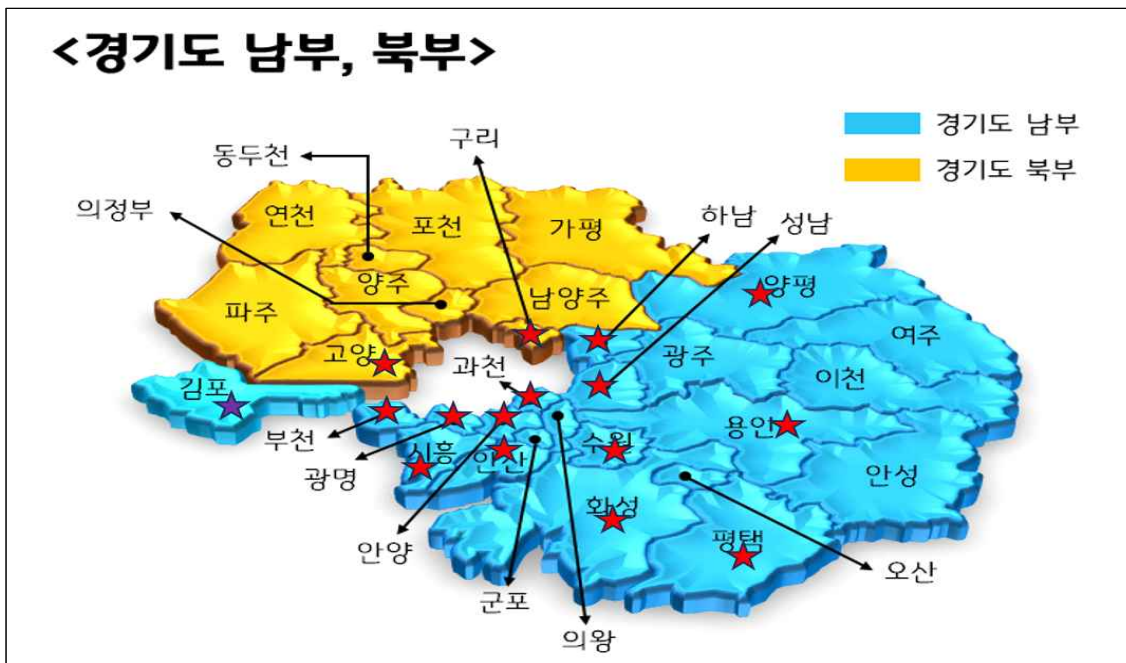 <경기도 남부, 북부>
경기도 남부
경기도 북부
구리
동두천
하남
성남
의정부
연천
포천
가평
양주
남양주
양평
파주
여주
고양
광주
과천
이천
김포
용인
부천
시흥
안산
수원
안성
광명
화성
평택
안양
오산
군포
의왕